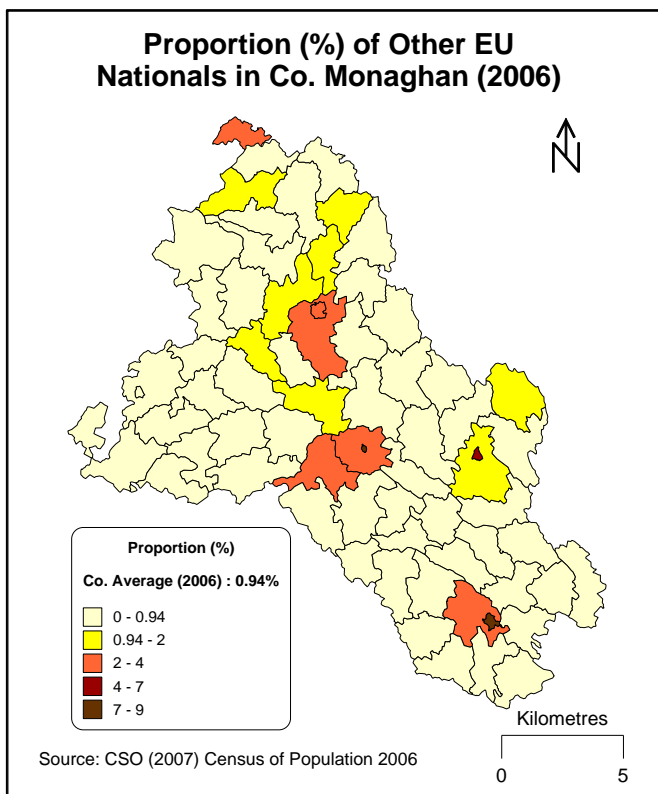 Proportion (%) of Other EU
Nationals in Co. Monaghan (2006)
N
Proportion (%)
Co. Average (2006) : 0.94%
0 - 0.94
0.94 - 2
2 - 4
4 - 7
7 - 9
Kilometres
0 5
Source: CSO (2007) Census of Population 2006